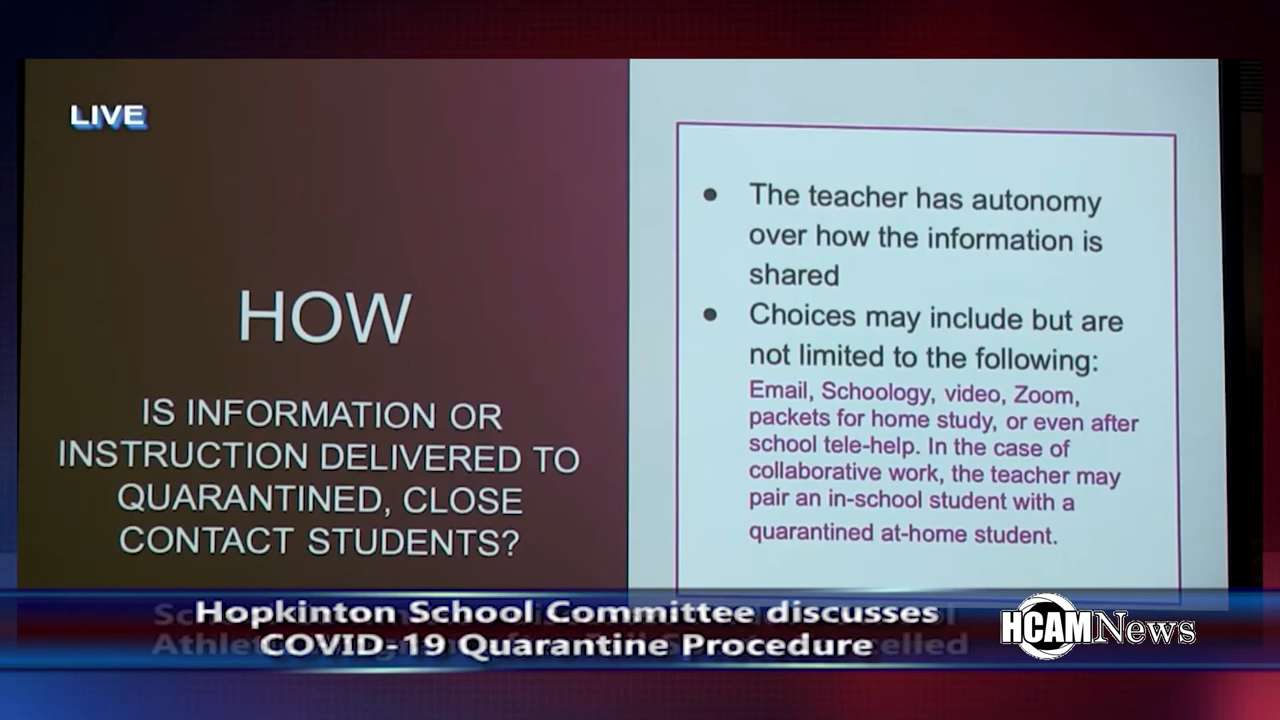 LIVE
HOW
IS INFORMATION OR
INSTRUCTION DELIVERED TO
QUARANTINED, CLOSE
CONTACT STUDENTS?
● The teacher has autonomy
over how the information is
shared
● Choices may include but are
not limited to the following:
Email, Schoology, video, Zoom,
packets for home study, or even after
school tele-help. In the case of
collaborative work, the teacher may
pair an in-school student with a
quarantined at-home student.
Hopkinton School Committee discusses
COVID-19 Quarantine Procedure
HCAMNews